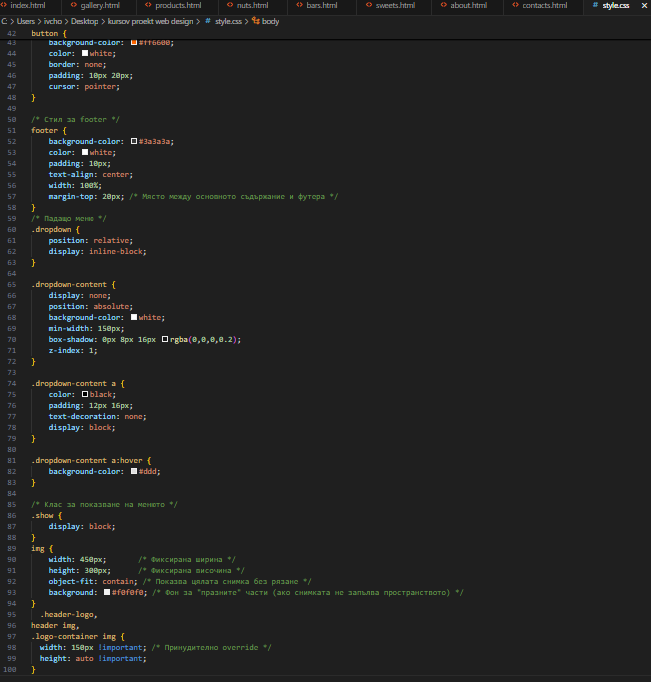 index.html gallery.html products.html nuts.html bars.html sweets.html about.html contacts.html # style.css ×
C: > Users > ivcho > Desktop > kursov proekt web design > # style.css > body
42 button {
43 background-color: #ff6600;
44 color: white;
45 border: none;
46 padding: 10px 20px;
47 cursor: pointer;
48 }
49
50 /* Стил за footer */
51 footer {
52 background-color: #3a3a3a;
53 color: white;
54 padding: 10px;
55 text-align: center;
56 width: 100%;
57 margin-top: 20px; /* Място между основното съдържание и футъра */
58 }
59 /* Падащо меню */
60 .dropdown {
61 position: relative;
62 display: inline-block;
63 }
64
65 .dropdown-content {
66 display: none;
67 position: absolute;
68 background-color: white;
69 min-width: 150px;
70 box-shadow: 0px 8px 16px rgba(0,0,0,0.2);
71 z-index: 1;
72 }
73
74 .dropdown-content a {
75 color: black;
76 padding: 12px 16px;
77 text-decoration: none;
78 display: block;
79 }
80
81 .dropdown-content a:hover {
82 background-color: #ddd;
83 }
84
85 /* Клас за показване на менюто */
86 .show {
87 display: block;
88 }
89 img {
90 width: 450px; /* Фиксирана ширина */
91 height: 300px; /* Фиксирана височина */
92 object-fit: contain; /* Показва цялата снимка без рязане */
93 background: #f0f0f0; /* Фон за "празните" части (ако снимката не запълва пространството) */
94 }
95 .header-logo,
96 header img,
97 .logo-container img {
98 width: 150px !important; /* Принудително override */
99 height: auto !important;
100 }